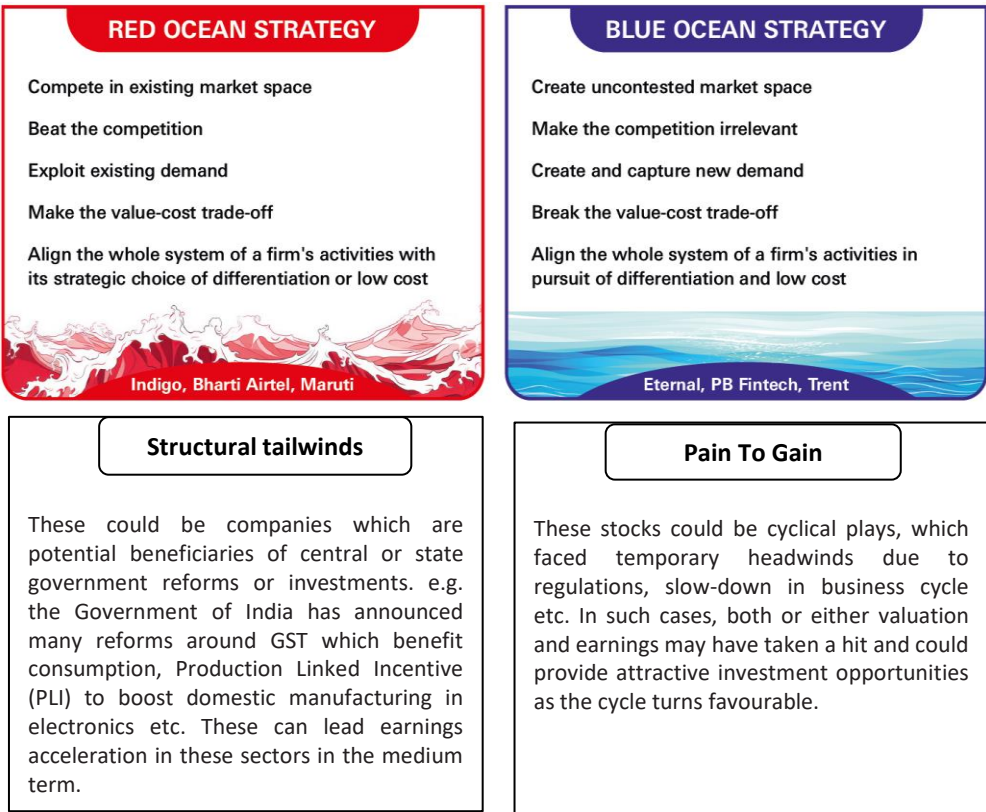 RED OCEAN STRATEGY
Compete in existing market space
Beat the competition
Exploit existing demand
Make the value-cost trade-off
Align the whole system of a firm's activities with
its strategic choice of differentiation or low cost
Indigo, Bharti Airtel, Maruti
BLUE OCEAN STRATEGY
Create uncontested market space
Make the competition irrelevant
Create and capture new demand
Break the value-cost trade-off
Align the whole system of a firm's activities in
pursuit of differentiation and low cost
Eternal, PB Fintech, Trent
Structural tailwinds
These could be companies which are
potential beneficiaries of central or state
government reforms or investments. e.g.
the Government of India has announced
many reforms around GST which benefit
consumption, Production Linked Incentive
(PLI) to boost domestic manufacturing in
electronics etc. These can lead earnings
acceleration in these sectors in the medium
term.
Pain To Gain
These stocks could be cyclical plays, which
faced temporary headwinds due to
regulations, slow-down in business cycle
etc. In such cases, both or either valuation
and earnings may have taken a hit and could
provide attractive investment opportunities
as the cycle turns favourable.